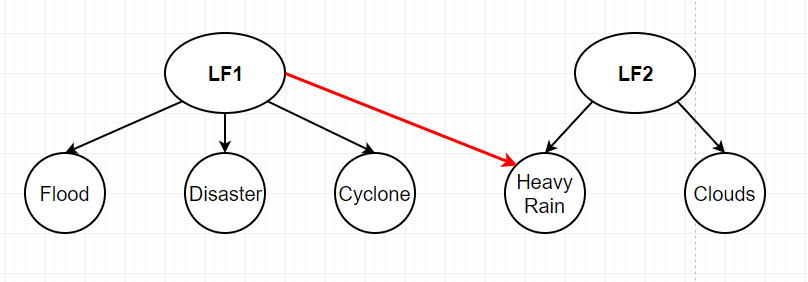 LF1
LF2
Flood
Disaster
Cyclone
Heavy
Rain
Clouds